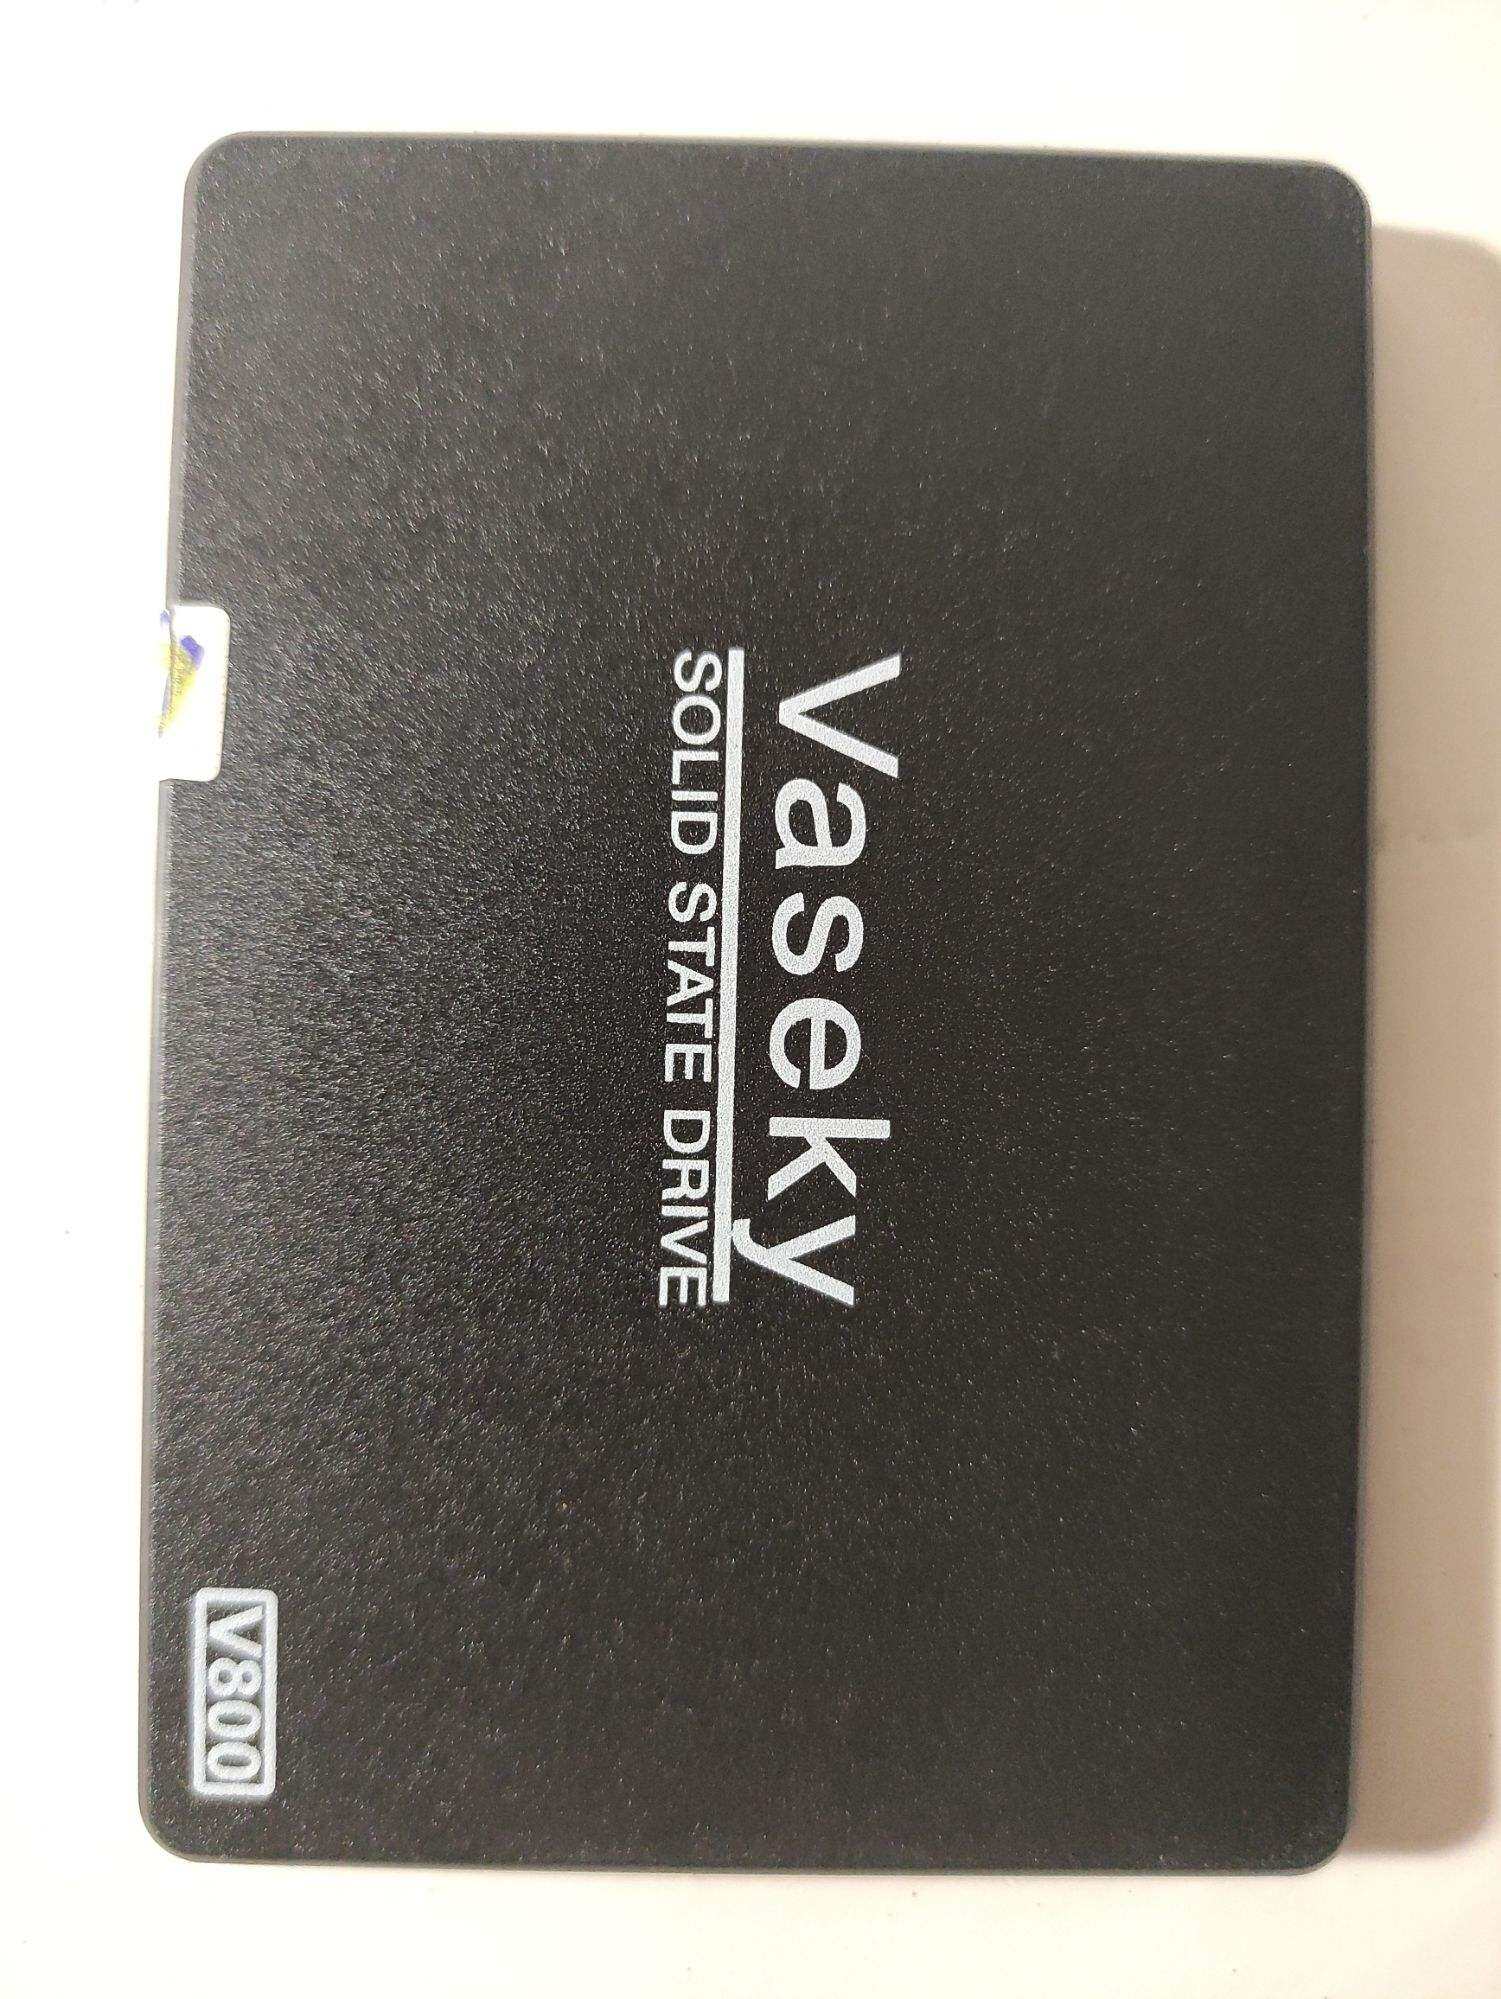 Vaseky
SOLID STATE DRIVE
V800